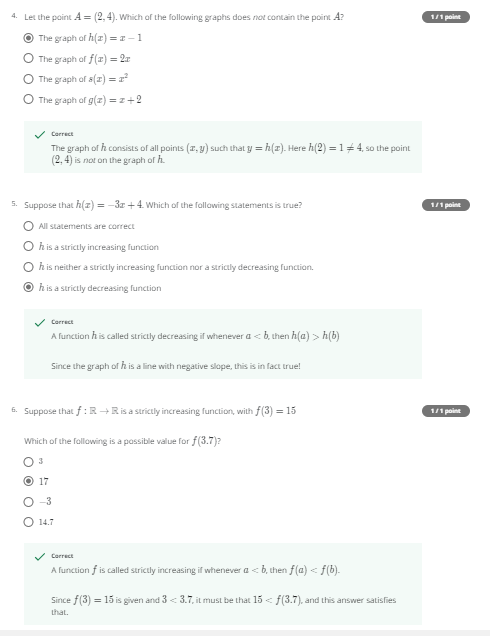 4. Let the point A = (2, 4). Which of the following graphs does not contain the point A?
1 / 1 point
The graph of h(x) = x − 1
The graph of f(x) = 2x
The graph of s(x) = x²
The graph of g(x) = x + 2
Correct
The graph of h consists of all points (x, y) such that y = h(x). Here h(2) = 1 ≠ 4, so the point
(2, 4) is not on the graph of h.
5. Suppose that h(x) = −3x + 4. Which of the following statements is true?
1 / 1 point
All statements are correct
h is a strictly increasing function
h is neither a strictly increasing function nor a strictly decreasing function.
h is a strictly decreasing function
Correct
A function h is called strictly decreasing if whenever a < b, then h(a) > h(b)
Since the graph of h is a line with negative slope, this is in fact true!
6. Suppose that f : ℝ → ℝ is a strictly increasing function, with f(3) = 15
1 / 1 point
Which of the following is a possible value for f(3.7)?
3
17
−3
14.7
Correct
A function f is called strictly increasing if whenever a < b, then f(a) < f(b).
Since f(3) = 15 is given and 3 < 3.7, it must be that 15 < f(3.7), and this answer satisfies
that.